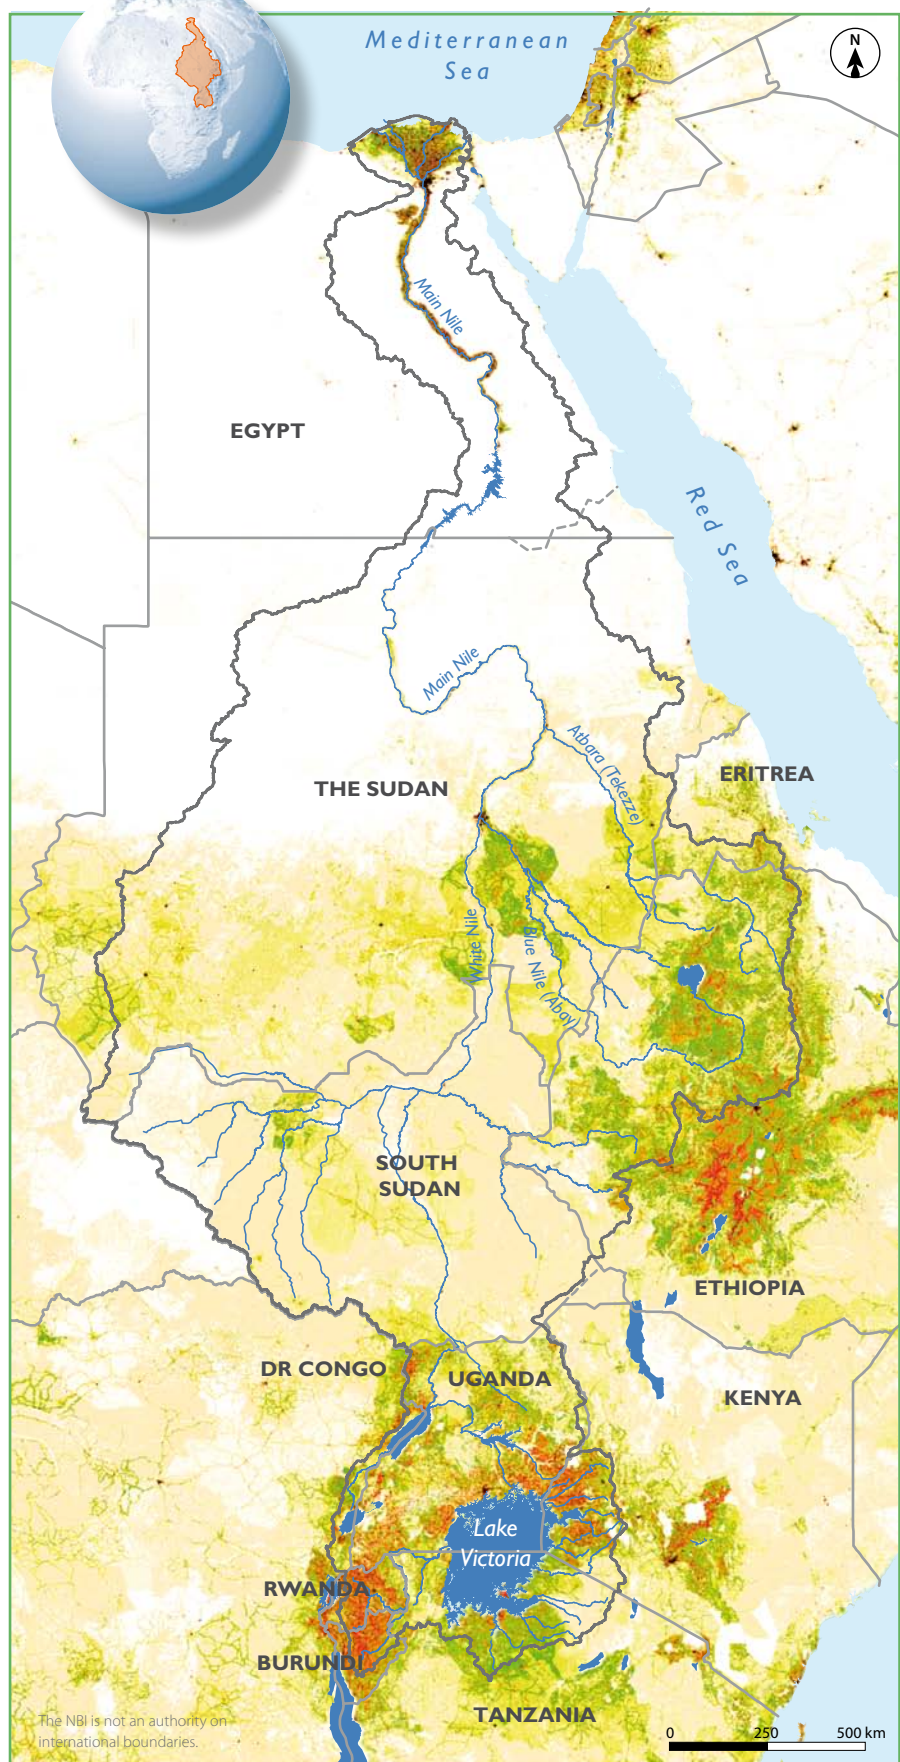 Mediterranean
Sea
N
Main Nile
EGYPT
Red Sea
Main Nile
Atbara (Tekezze)
ERITREA
THE SUDAN
White Nile
Blue Nile (Abay)
SOUTH
SUDAN
ETHIOPIA
DR CONGO
UGANDA
KENYA
Lake
Victoria
RWANDA
BURUNDI
TANZANIA
The NBI is not an authority on
international boundaries.
0 250 500 km